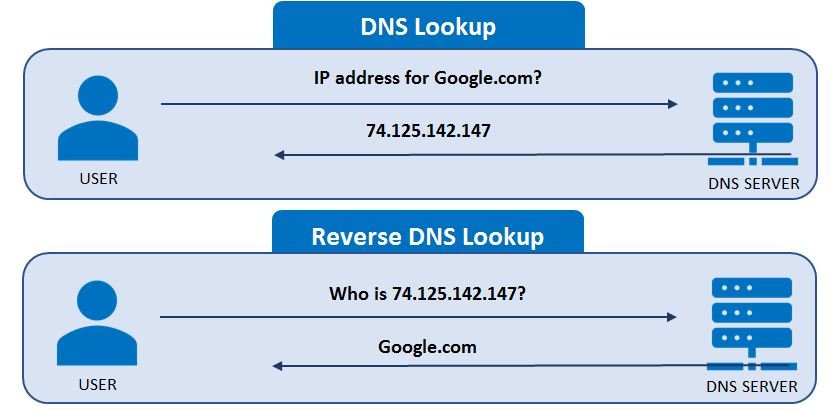 DNS Lookup
IP address for Google.com?
74.125.142.147
USER
DNS SERVER
Reverse DNS Lookup
Who is 74.125.142.147?
Google.com
USER
DNS SERVER